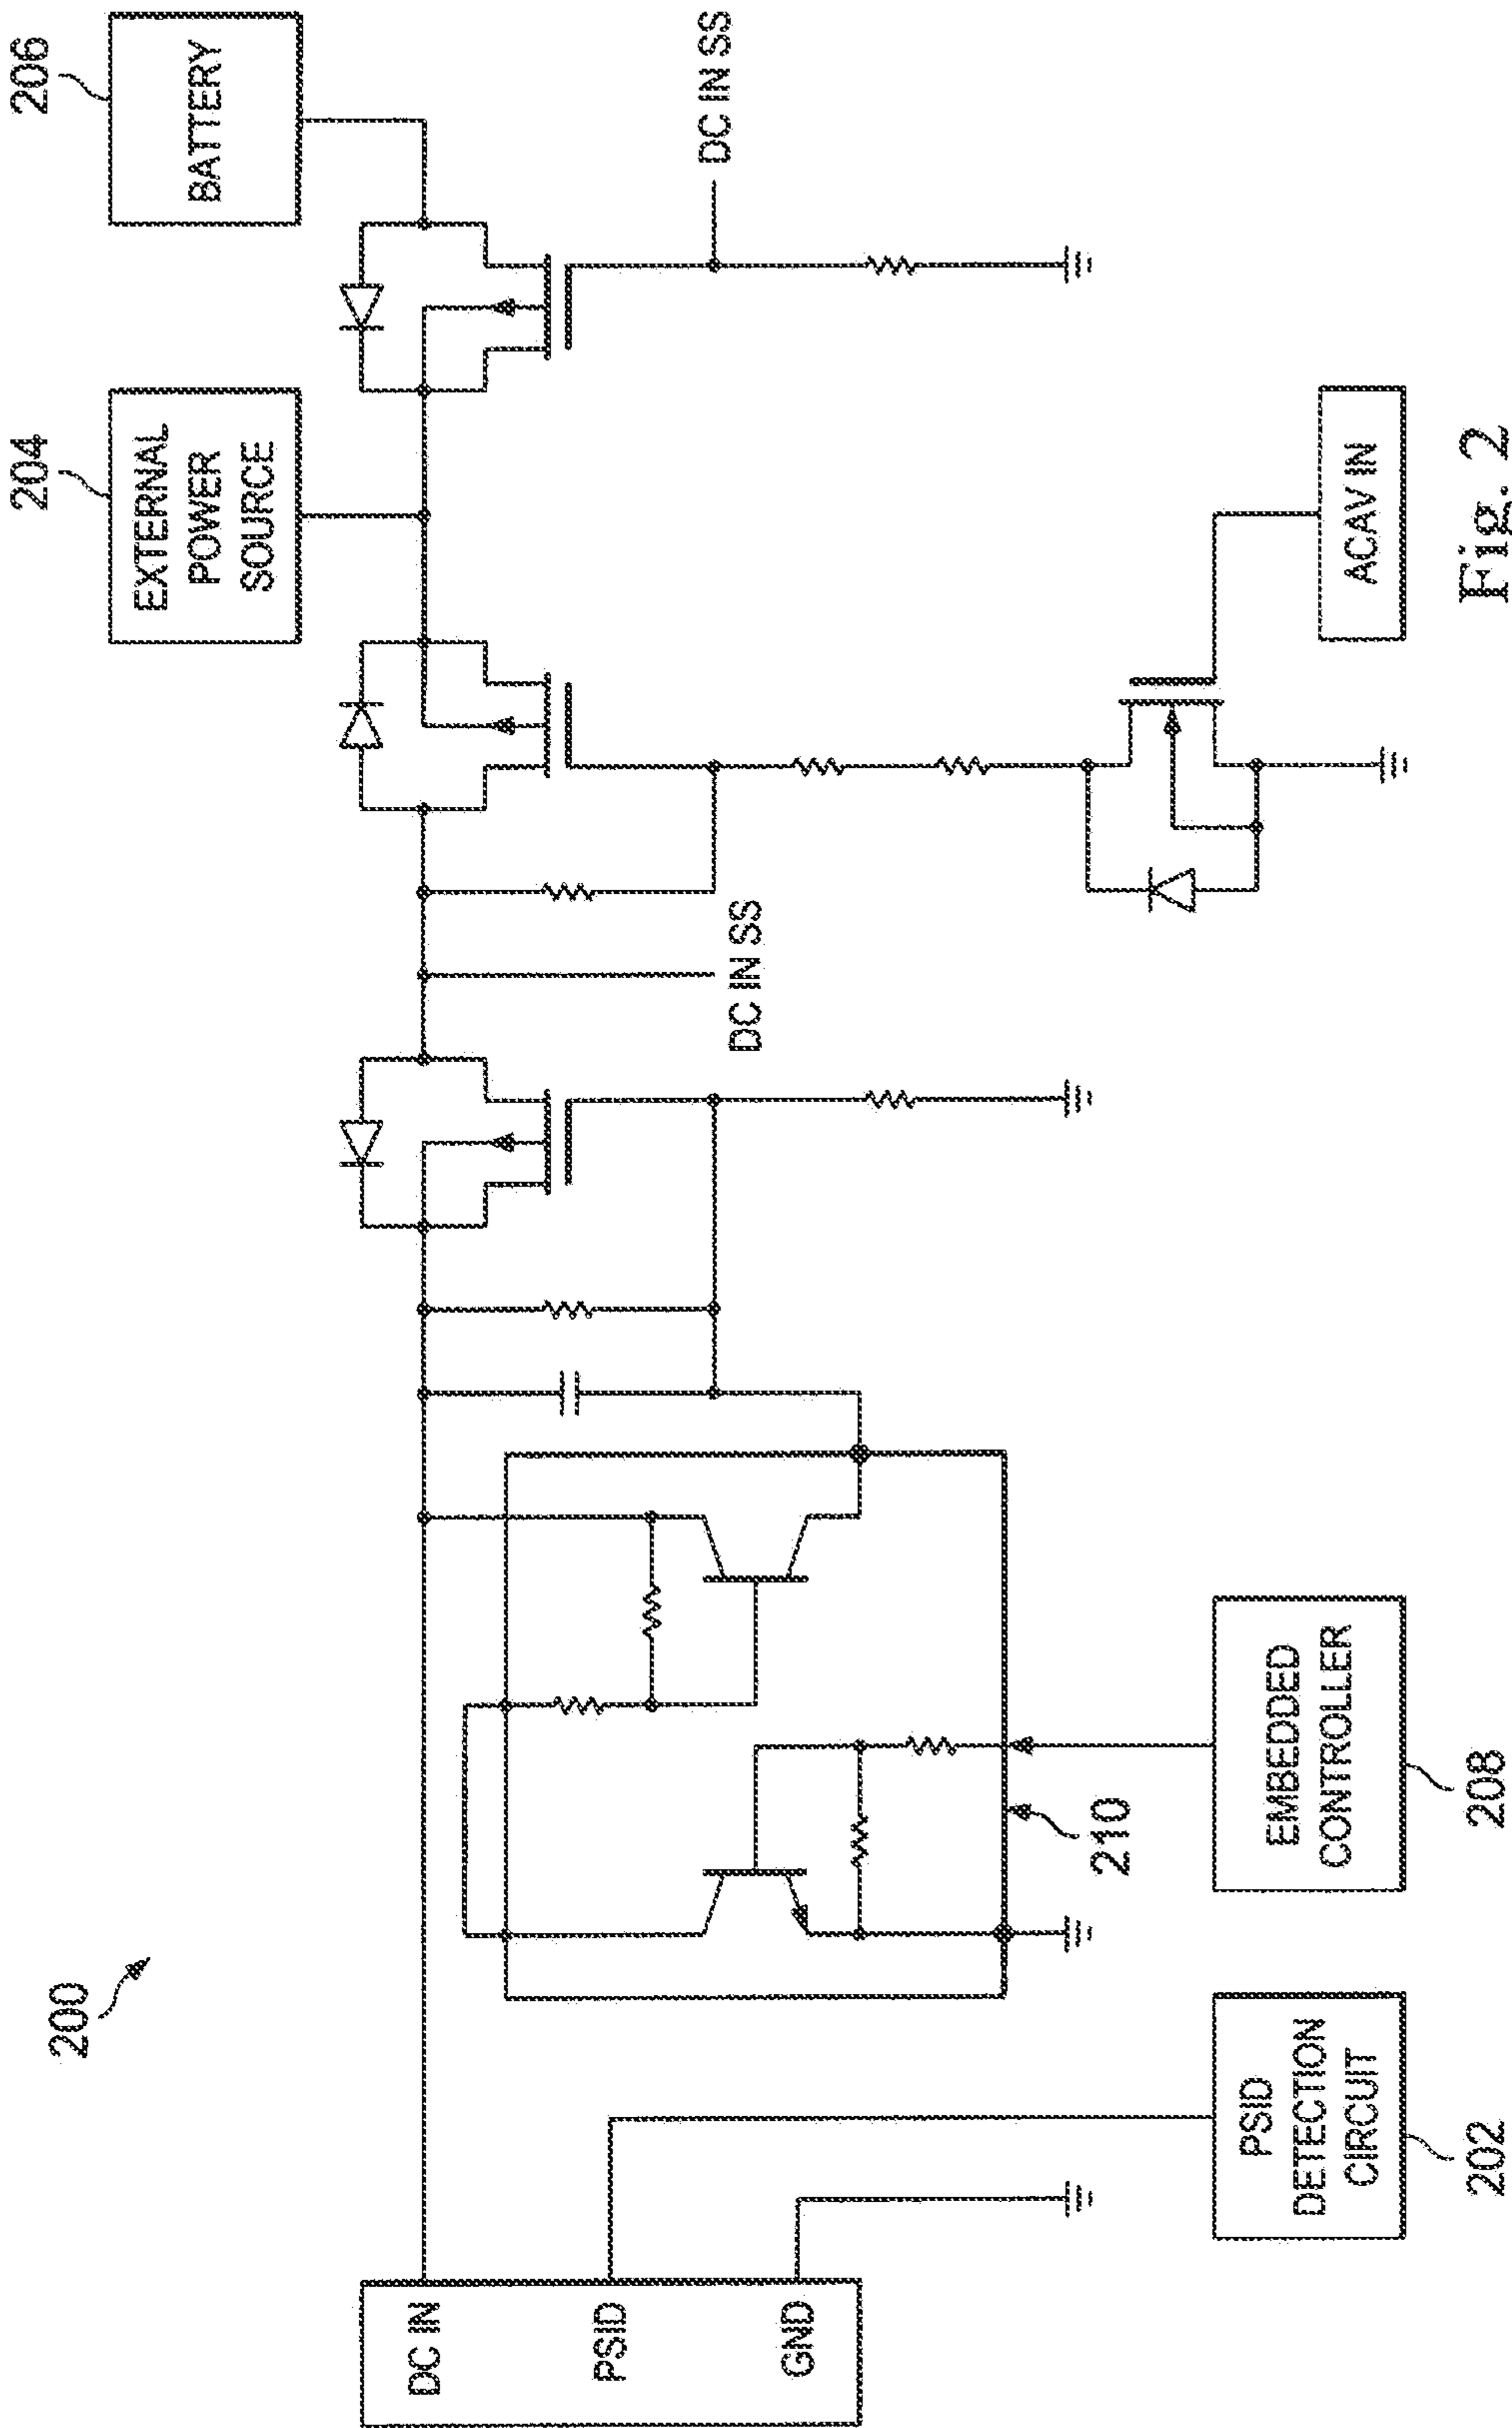 200
204
206
EXTERNAL
POWER
SOURCE
BATTERY
DC IN
PSID
GND
DC IN SS
DC IN SS
210
PSID
DETECTION
CIRCUIT
202
EMBEDDED
CONTROLLER
208
ACAV IN
Fig. 2